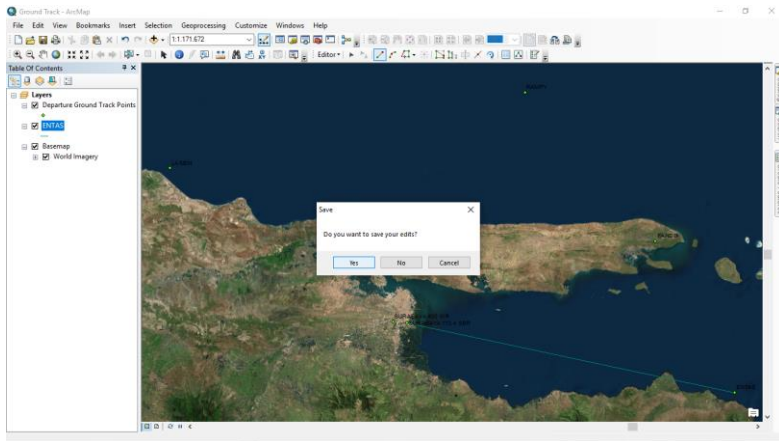 Ground Track - ArcMap
File Edit View Bookmarks Insert Selection Geoprocessing Customize Windows Help
1:1.171.672
Editor
Table Of Contents
Layers
Departure Ground Track Points
ENTAS
Basemap
World Imagery
Save
Do you want to save your edits?
Yes No Cancel